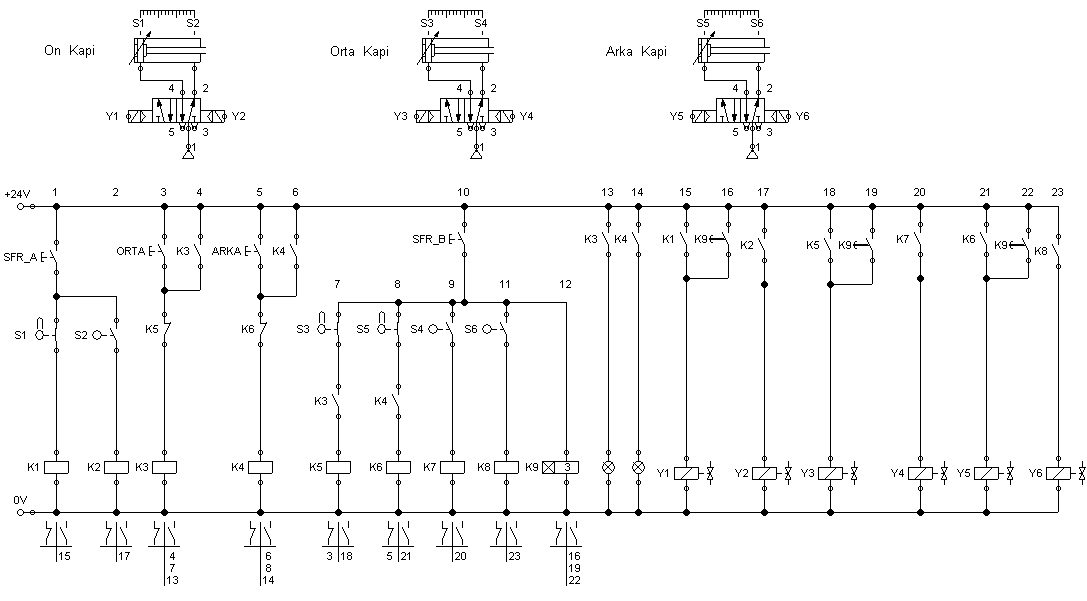 S1 S2 S3 S4 S5 S6
On Kapi Orta Kapi Arka Kapi
4 2 4 2 4 2
Y1 Y2 Y3 Y4 Y5 Y6
5 3 5 3 5 3
1 1 1
+24V 1 2 3 4 5 6 10 13 14 15 16 17 18 19 20 21 22 23
SFR_A ORTA K3 ARKA K4 SFR_B K3 K4 K1 K9 K2 K5 K9 K7 K6 K9 K8
7 8 9 11 12
S1 S2 K5 K6 S3 S5 S4 S6
K3 K4
K1 K2 K3 K4 K5 K6 K7 K8 K9 3 Y1 Y2 Y3 Y4 Y5 Y6
0V
15 17 4 6 3 18 5 21 20 23 16
7 8 19
13 14 22